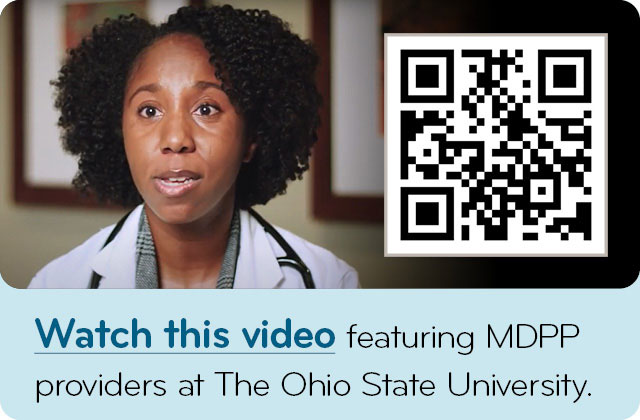 Watch this video featuring MDPP
providers at The Ohio State University.